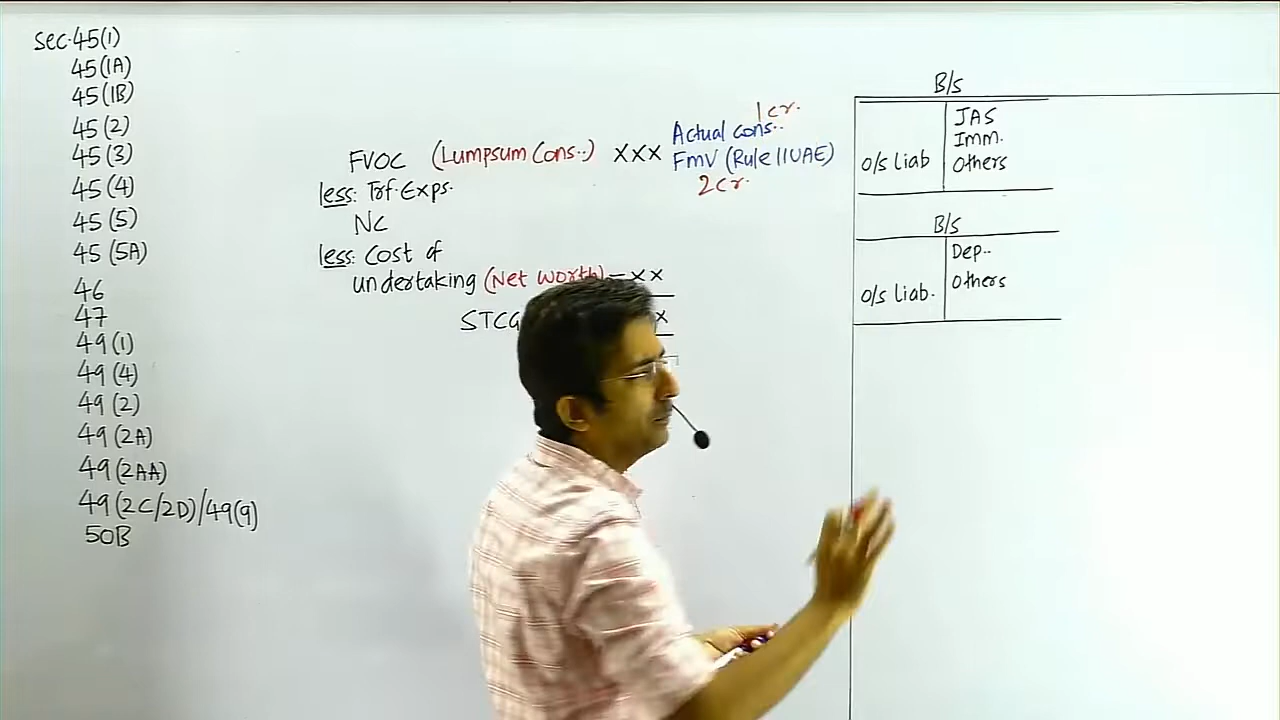 Sec. 45(1)
45(1A)
45(1B)
45(2)
45(3)
45(4)
45(5)
45(5A)
46
47
49(1)
49(4)
49(2)
49(2A)
49(2AA)
49(2C/2D)/49(9)
50B
1cr.
FVOC (Lumpsum Cons..) XXX Actual cons..
FMV (Rule 11UAE)
2cr.
less: Trf. Exps.
NC
less: Cost of
undertaking (Net Worth) - XX
STCG X
B/S
JAS
Imm.
O/s Liab Others
B/S
Dep..
Others
O/s Liab.